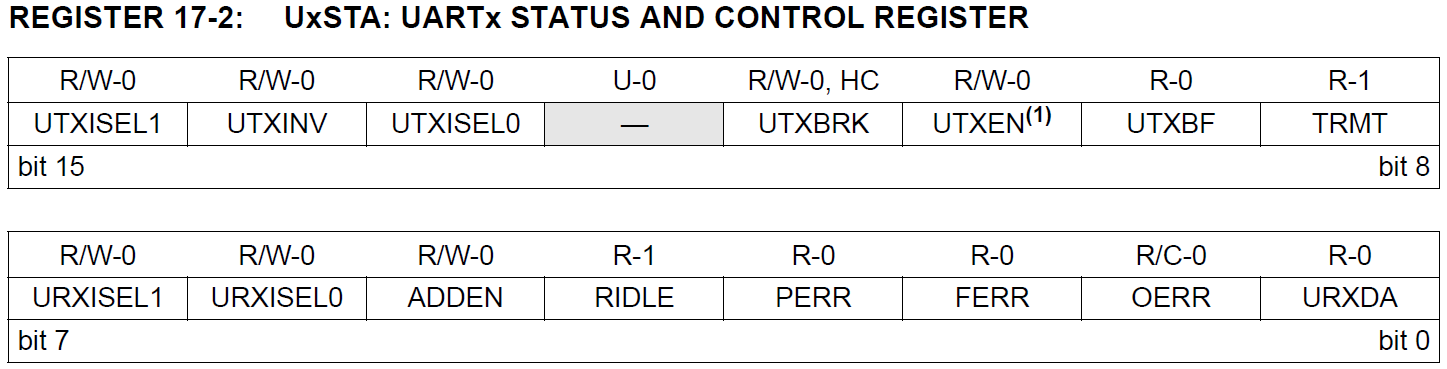 REGISTER 17-2: UxSTA: UARTx STATUS AND CONTROL REGISTER
R/W-0 R/W-0 R/W-0 U-0 R/W-0, HC R/W-0 R-0 R-1
UTXISEL1 UTXINV UTXISEL0 — UTXBRK UTXEN(1) UTXBF TRMT
bit 15 bit 8
R/W-0 R/W-0 R/W-0 R-1 R-0 R-0 R/C-0 R-0
URXISEL1 URXISEL0 ADDEN RIDLE PERR FERR OERR URXDA
bit 7 bit 0